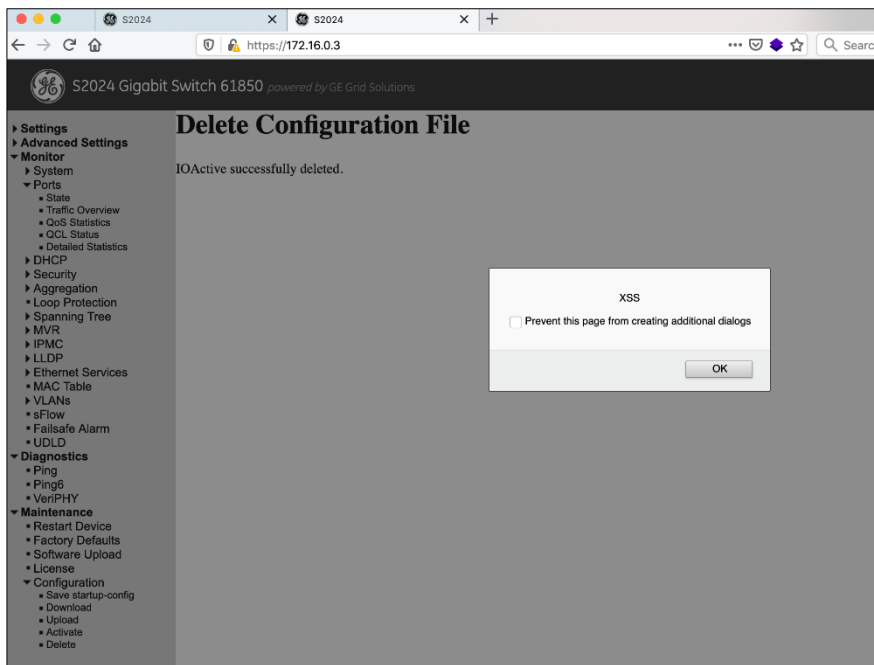 S2024
S2024
https://172.16.0.3
Searc
S2024 Gigabit Switch 61850 powered by GE Grid Solutions
Settings
Advanced Settings
Monitor
System
Ports
State
Traffic Overview
QoS Statistics
QCL Status
Detailed Statistics
DHCP
Security
Aggregation
Loop Protection
Spanning Tree
MVR
IPMC
LLDP
Ethernet Services
MAC Table
VLANs
sFlow
Failsafe Alarm
UDLD
Diagnostics
Ping
Ping6
VeriPHY
Maintenance
Restart Device
Factory Defaults
Software Upload
License
Configuration
Save startup-config
Download
Upload
Activate
Delete
Delete Configuration File
IOActive successfully deleted.
XSS
Prevent this page from creating additional dialogs
OK